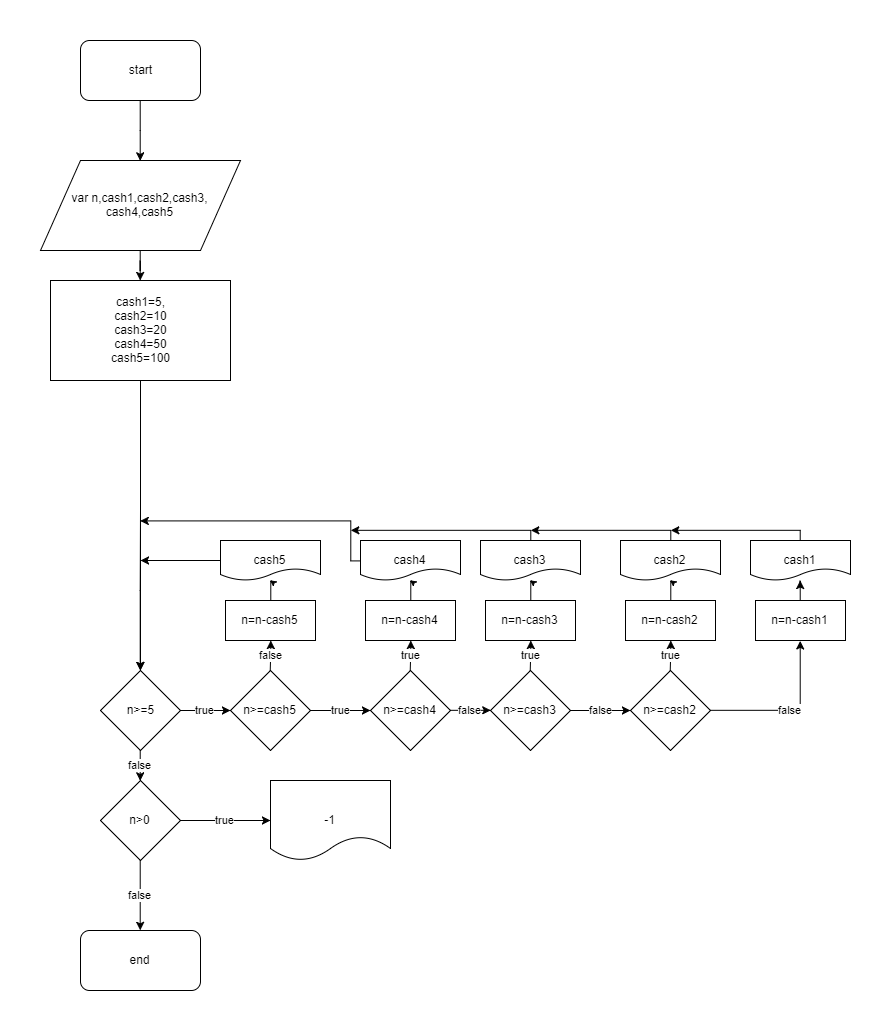 start
var n,cash1,cash2,cash3,
cash4,cash5
cash1=5,
cash2=10
cash3=20
cash4=50
cash5=100
cash5
cash4
cash3
cash2
cash1
n=n-cash5
n=n-cash4
n=n-cash3
n=n-cash2
n=n-cash1
false
true
true
true
n>=5
true
n>=cash5
true
n>=cash4
false
n>=cash3
false
n>=cash2
false
false
n>0
true
-1
false
end